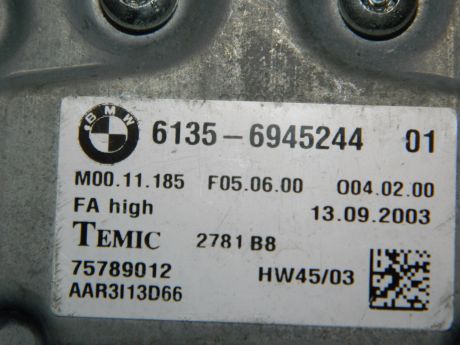 BMW
6135-6945244 01
M00.11.185 F05.06.00 O04.02.00
FA high 13.09.2003
TEMIC 2781 B8
75789012 HW45/03
AAR3I13D66